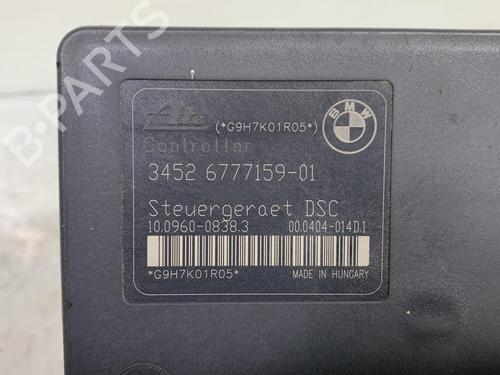 B-PARTS
Ate (*G9H7K01R05*)
BMW
Controller
3452 6777159-01
Steuergeraet DSC
10.0960-0838.3 00.0404-014D.1
*G9H7K01R05* MADE IN HUNGARY